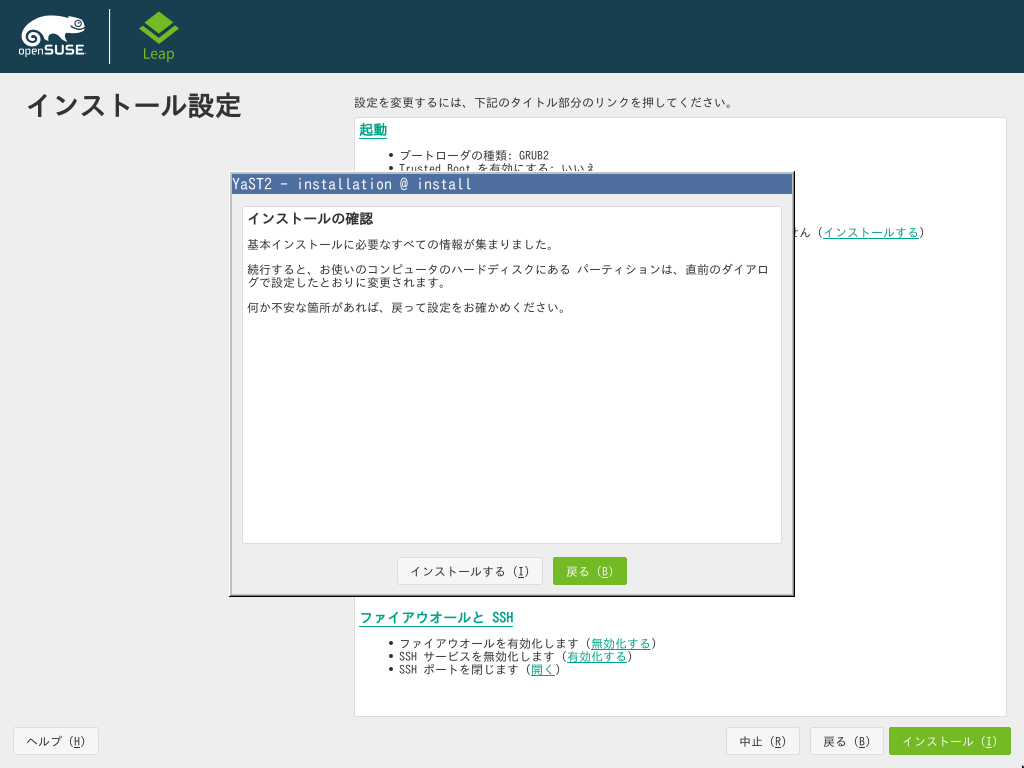 openSUSE
Leap
インストール設定
設定を変更するには、下記のタイトル部分のリンクを押してください。
起動
• ブートローダの種類: GRUB2
• Trusted Boot を有効にする: いいえ
せん (インストールする)
YaST2 - installation @ install
インストールの確認
基本インストールに必要なすべての情報が集まりました。
続行すると、お使いのコンピュータのハードディスクにある パーティションは、直前のダイアロ
グで設定したとおりに変更されます。
何か不安な箇所があれば、戻って設定をお確かめください。
インストールする (I)
戻る (B)
ファイアウオールと SSH
• ファイアウオールを有効化します (無効化する)
• SSH サービスを無効化します (有効化する)
• SSH ポートを閉じます (開く)
ヘルプ (H)
中止 (R)
戻る (B)
インストール (I)